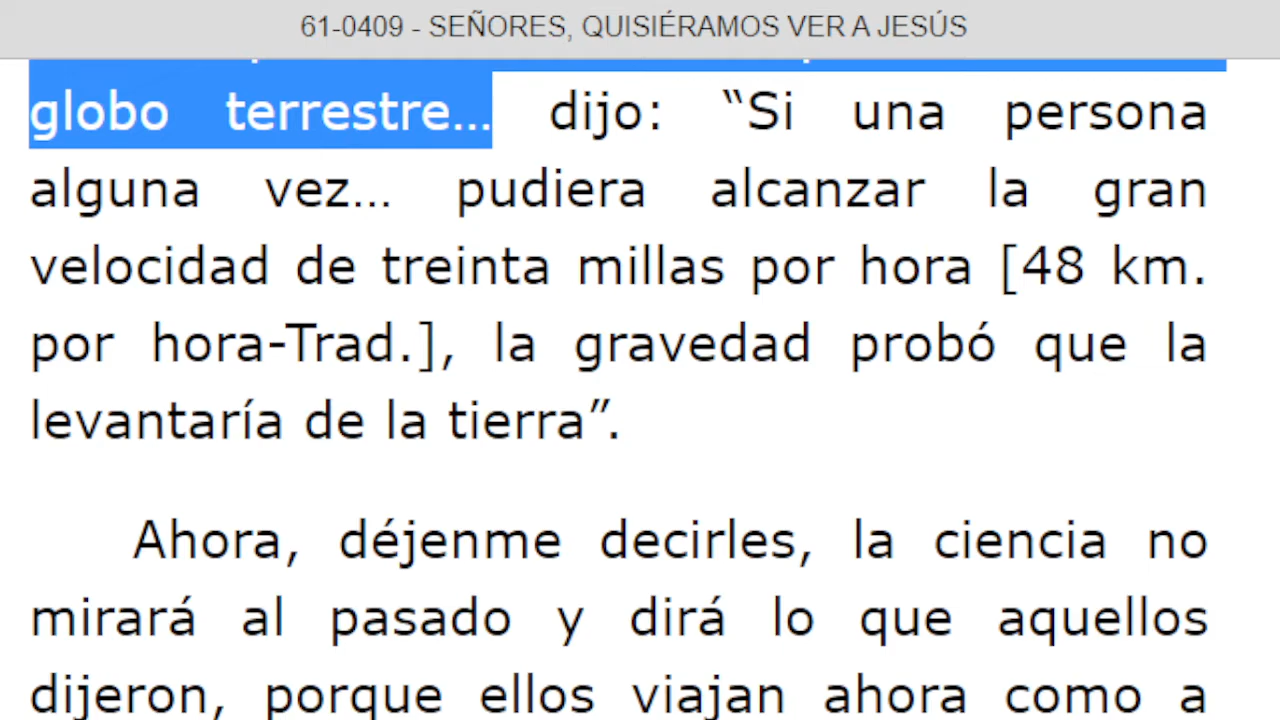 61-0409 - SEÑORES, QUISIÉRAMOS VER A JESÚS
globo terrestre... dijo: “Si una persona
alguna vez... pudiera alcanzar la gran
velocidad de treinta millas por hora [48 km.
por hora-Trad.], la gravedad probó que la
levantaría de la tierra”.
Ahora, déjenme decirles, la ciencia no
mirará al pasado y dirá lo que aquellos
dijeron, porque ellos viajan ahora como a